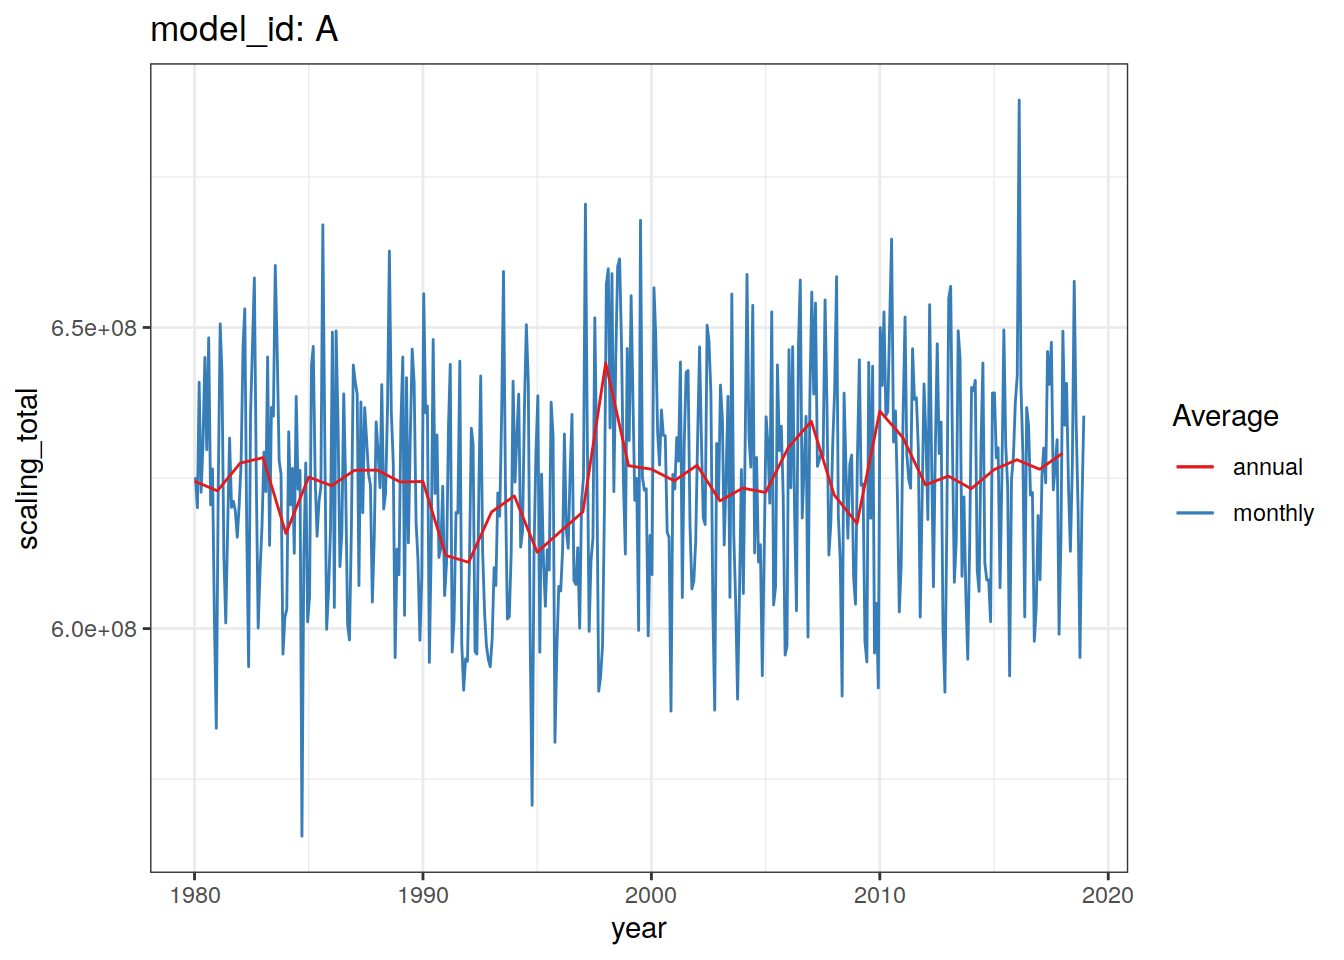 model_id: A
scaling_total
6.5e+08
6.0e+08
1980
1990
2000
2010
2020
year
Average
annual
monthly